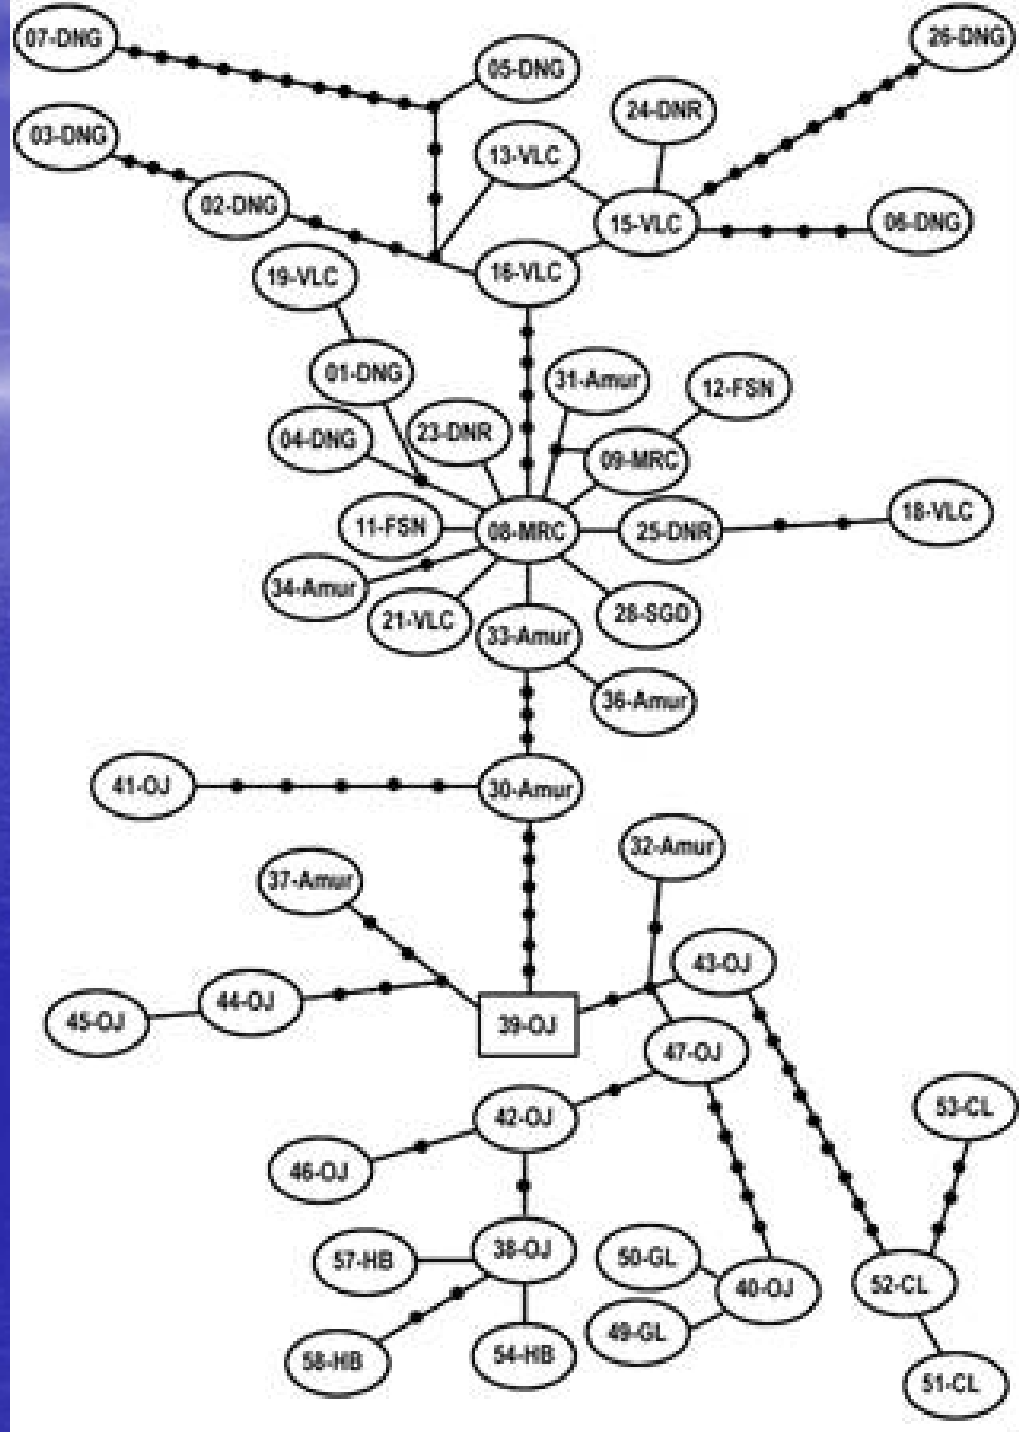 07-DNG
26-DNG
05-DNG
24-DNR
03-DNG
13-VLC
02-DNG
15-VLC
06-DNG
16-VLC
19-VLC
01-DNG
31-Amur
12-FSN
04-DNG
23-DNR
09-MRC
11-FSN
08-MRC
25-DNR
18-VLC
34-Amur
21-VLC
28-SGD
33-Amur
36-Amur
41-OJ
30-Amur
32-Amur
37-Amur
43-OJ
44-OJ
45-OJ
39-OJ
47-OJ
42-OJ
53-CL
46-OJ
38-OJ
57-HB
50-GL
40-OJ
52-CL
49-GL
58-HB
54-HB
51-CL